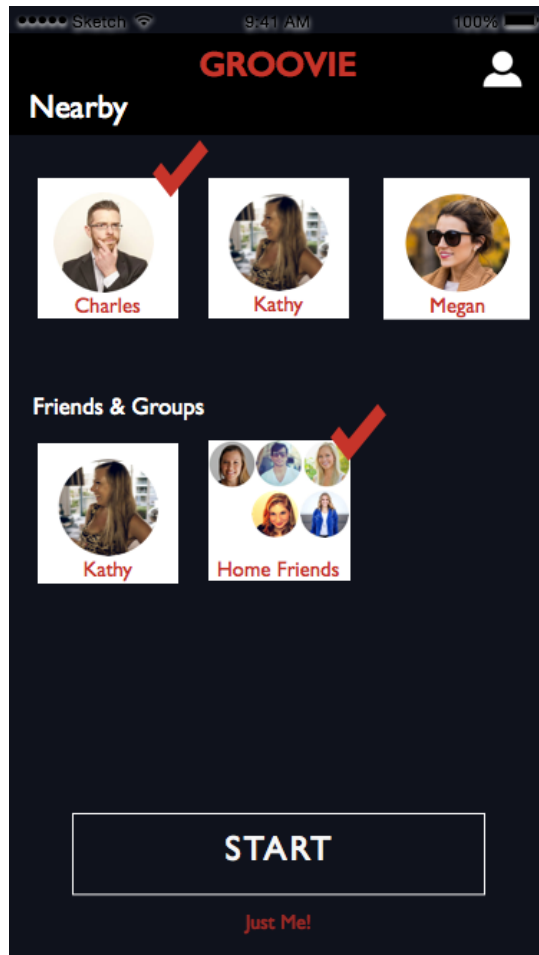 Sketch 9:41 AM 100%
GROOVIE
Nearby
Charles Kathy Megan
Friends & Groups
Kathy Home Friends
START
Just Me!